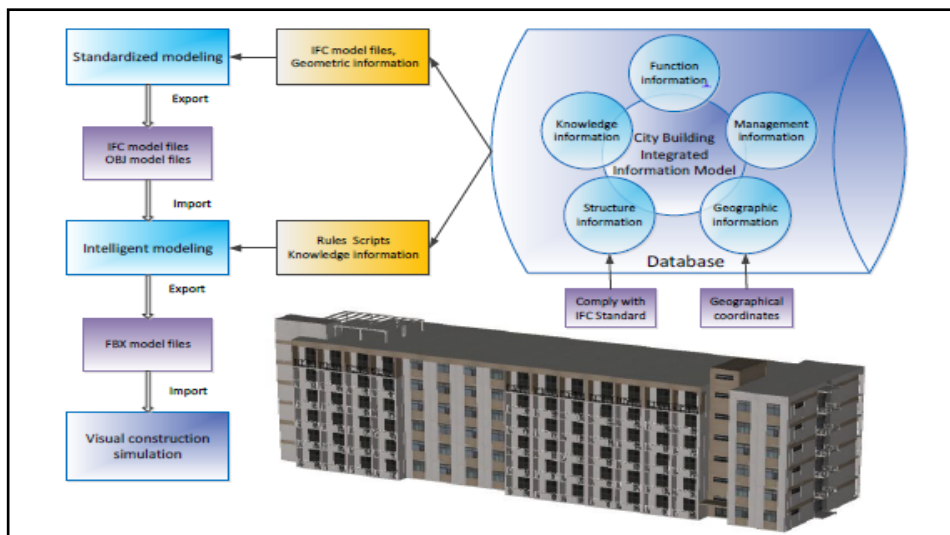 Standardized modeling
IFC model files,
Geometric information
Export
IFC model files
OBJ model files
Import
Intelligent modeling
Rules Scripts
Knowledge information
Export
FBX model files
Import
Visual construction
simulation
Function
information
Knowledge
information
Management
information
City Building
Integrated
Information Model
Structure
information
Geographic
information
Database
Comply with
IFC Standard
Geographical
coordinates